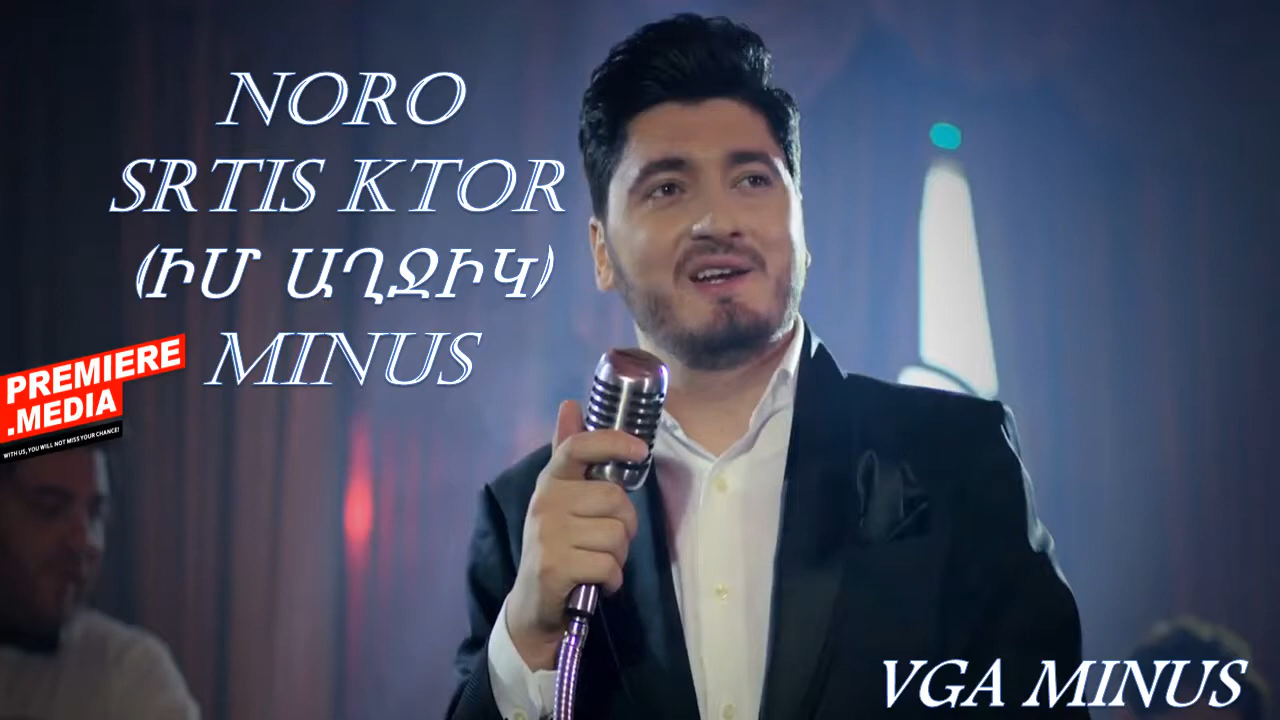 NORO
SRTIS KTOR
(ԻՄ ԱՂՋԻԿ)
MINUS
PREMIERE
.MEDIA
WITH US, YOU WILL NOT MISS YOUR CHANCE!
VGA MINUS